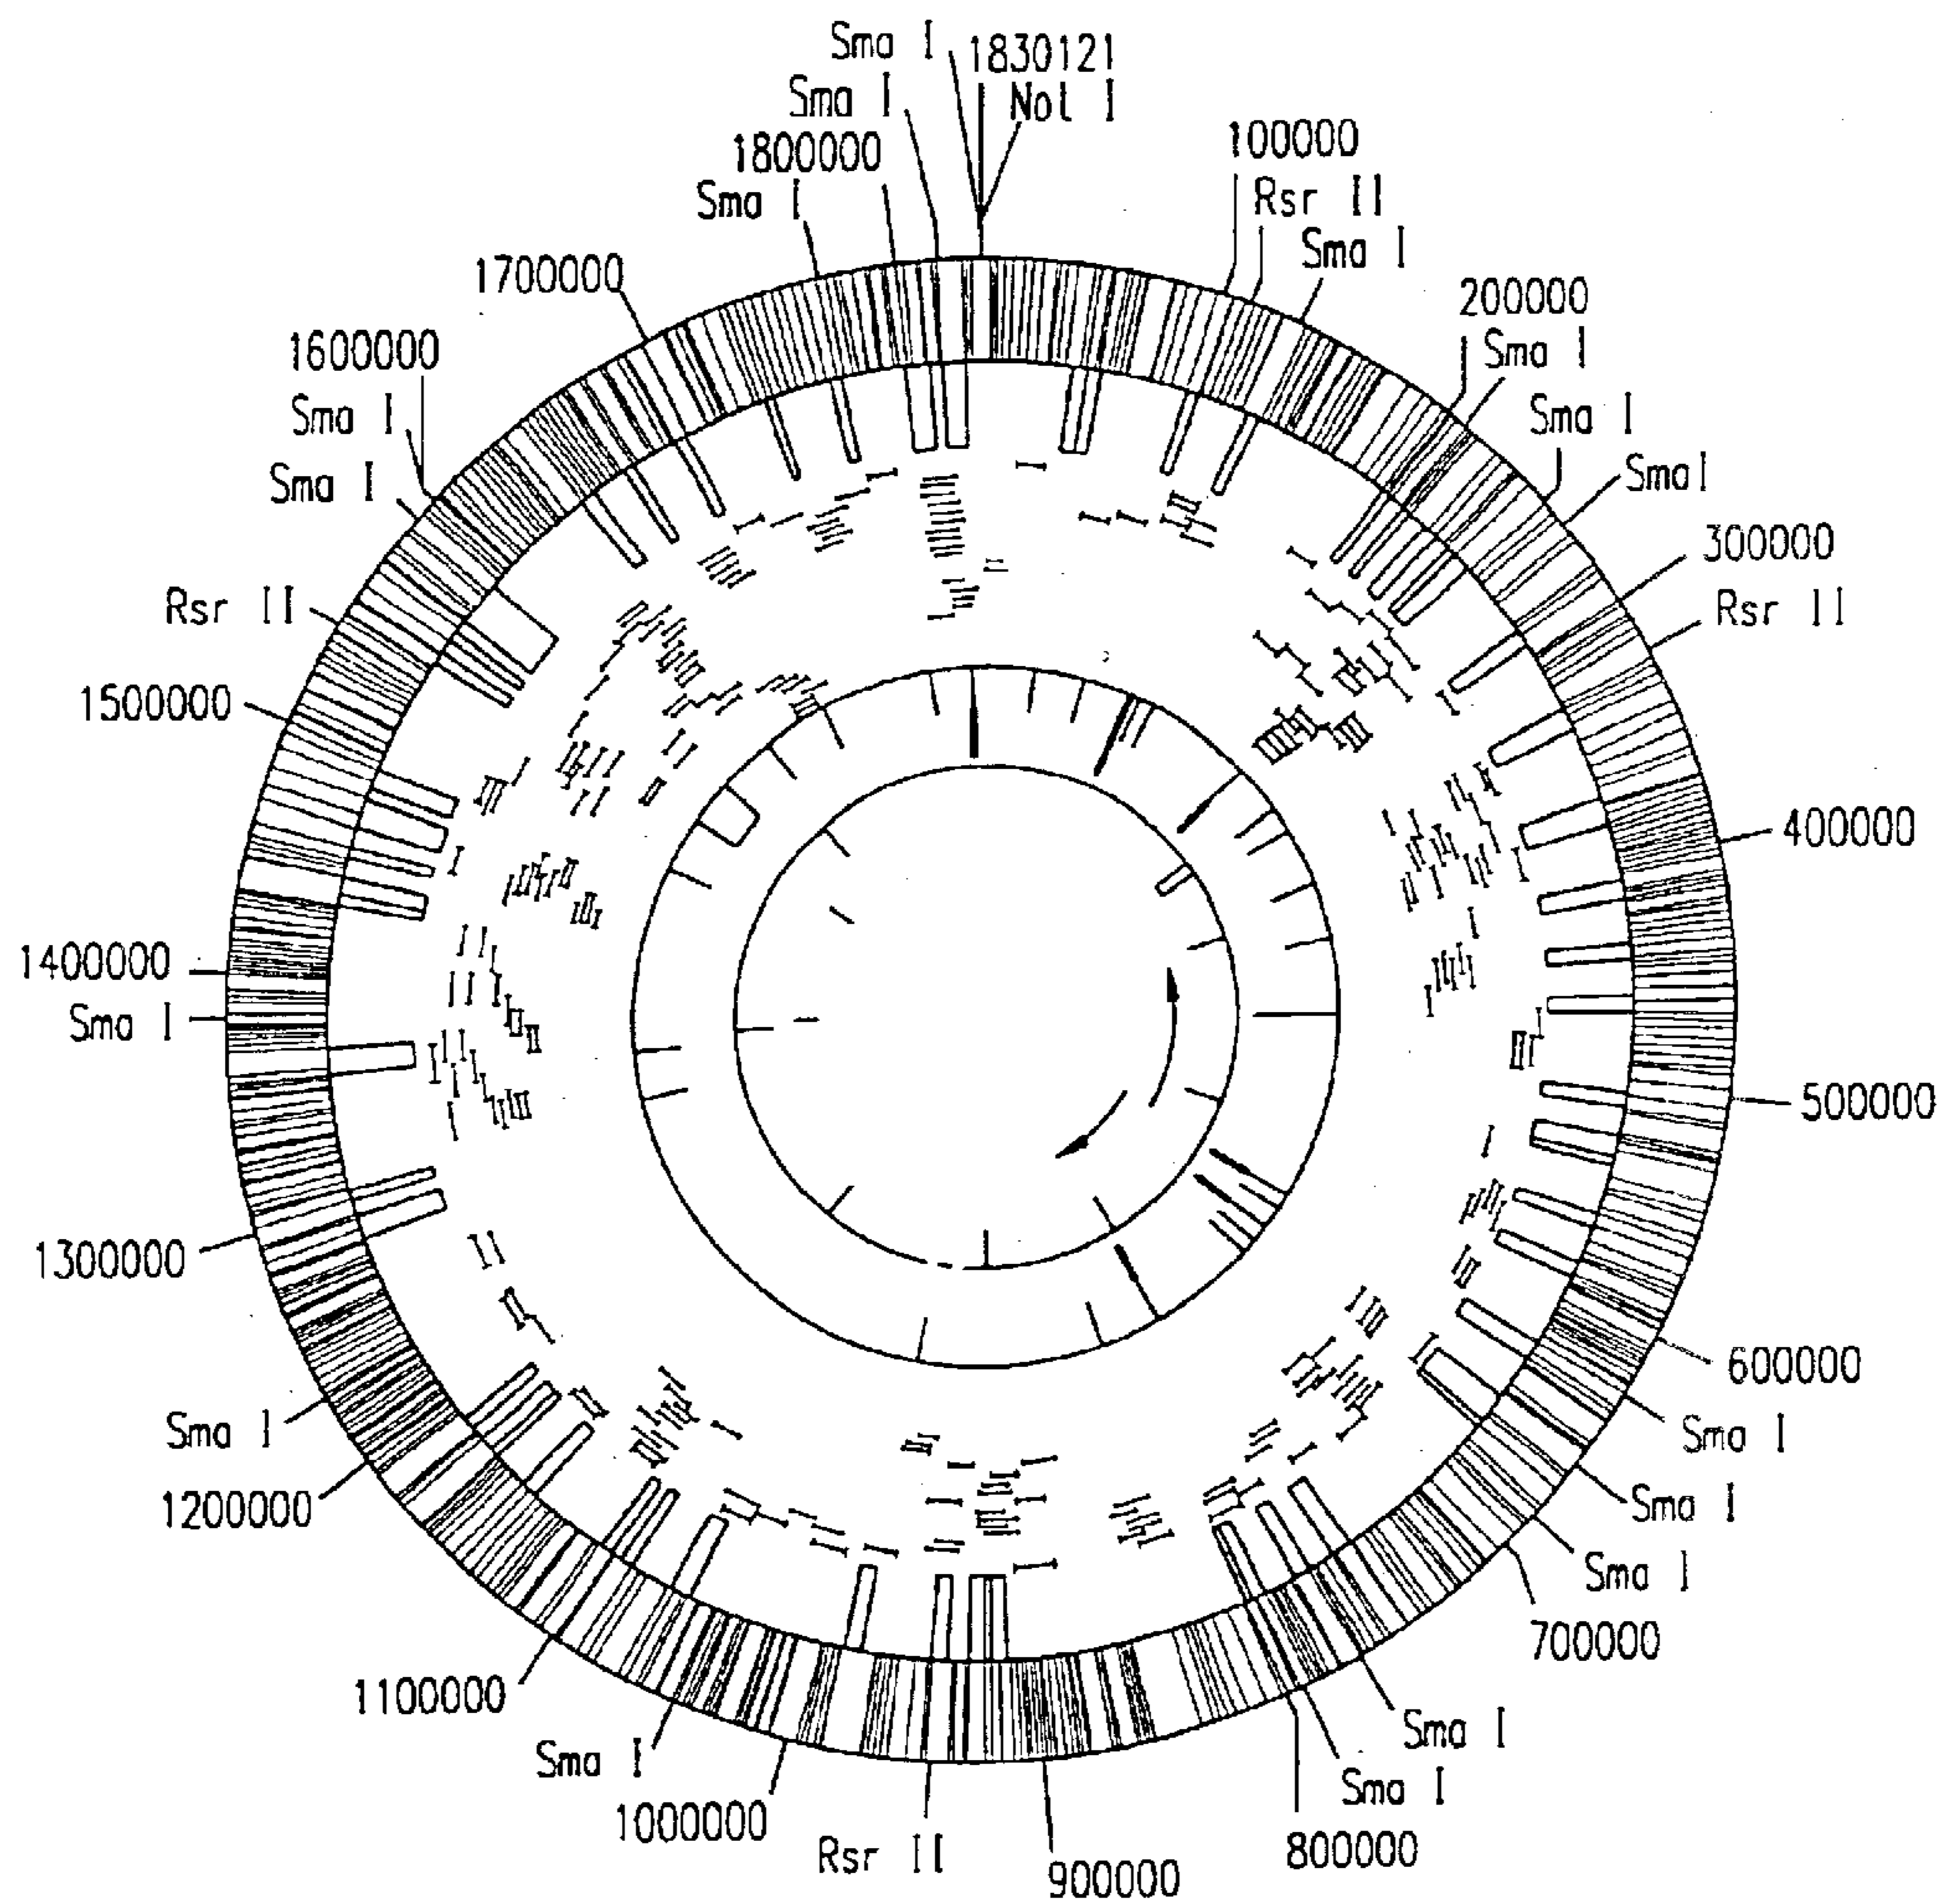 Sma I
1830121
Not I
100000
Rsr II
Sma I
200000
Sma I
Sma I
SmaI
300000
Rsr II
400000
500000
600000
Sma I
Sma I
Sma I
700000
Sma I
Sma I
800000
900000
Rsr II
1000000
Sma I
1100000
1200000
Sma I
1300000
Sma I
1400000
1500000
Rsr II
Sma I
Sma I
1600000
1700000
Sma I
1800000
Sma I